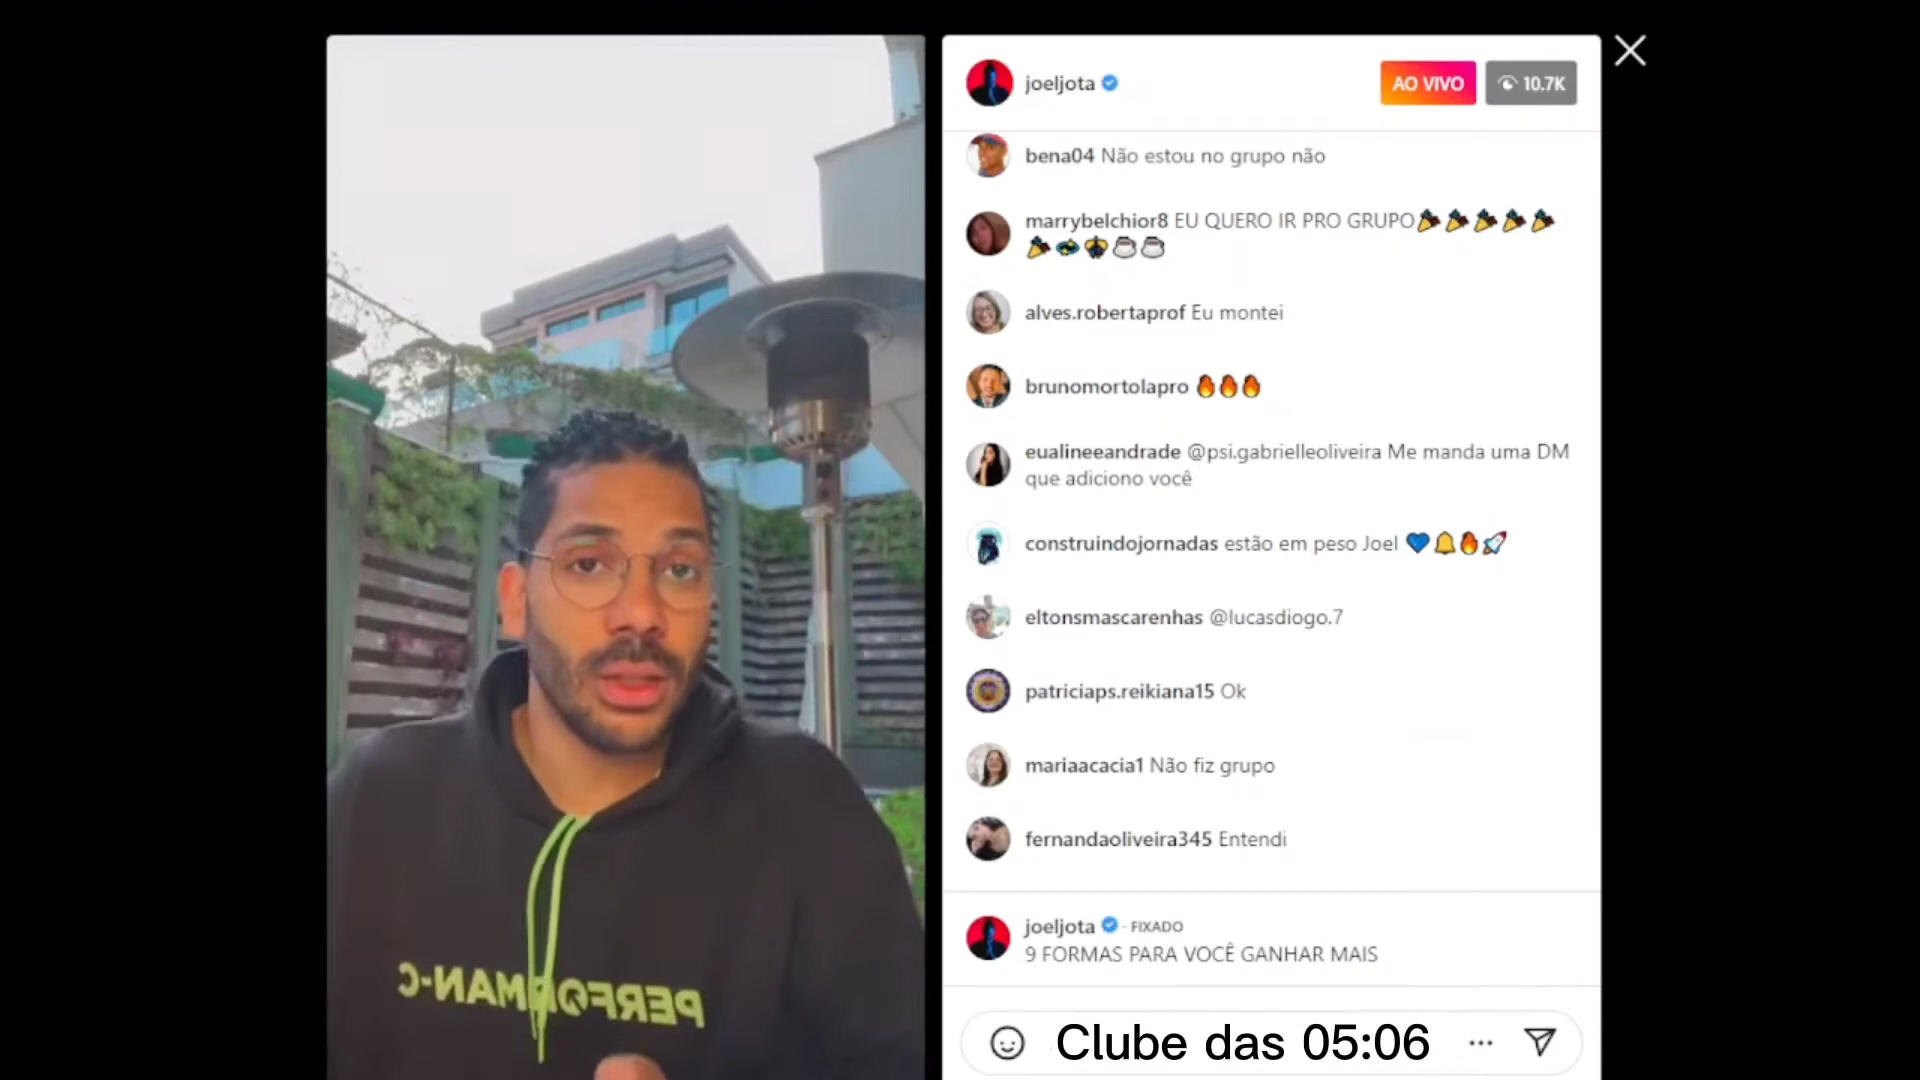 joeljota
AO VIVO
10.7K
bena04 Não estou no grupo não
marrybelchior8 EU QUERO IR PRO GRUPO
alves.robertaprof Eu montei
brunomortolapro
eualineeandrade @psi.gabrielleoliveira Me manda uma DM
que adiciono você
construindojornadas estão em peso Joel
eltonsmascarenhas @lucasdiogo.7
patriciaps.reikiana15 Ok
mariaacacia1 Não fiz grupo
fernandaoliveira345 Entendi
joeljota · FIXADO
9 FORMAS PARA VOCÊ GANHAR MAIS
Clube das 05:06
PERFORMAN-C